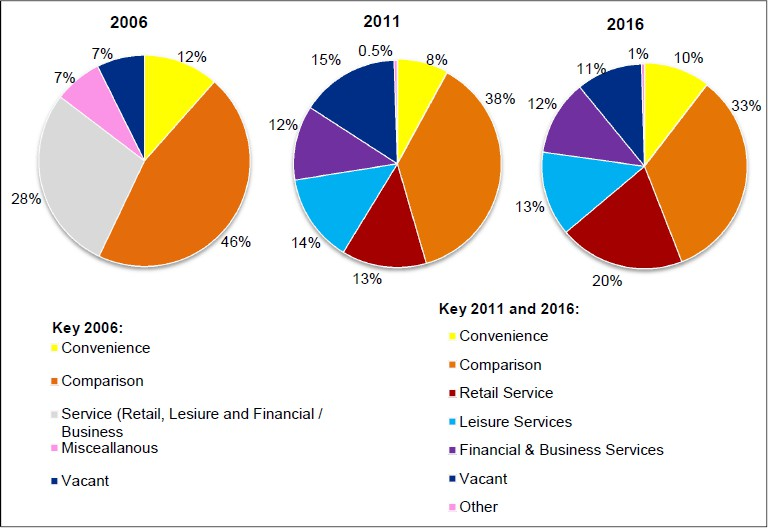 2006
2011
2016
7%
12%
7%
28%
46%
15%
0.5%
8%
12%
38%
14%
13%
11%
1%
10%
12%
33%
13%
20%
Key 2006:
Convenience
Comparison
Service (Retail, Lesiure and Financial /
Business
Misceallanous
Vacant
Key 2011 and 2016:
Convenience
Comparison
Retail Service
Leisure Services
Financial & Business Services
Vacant
Other